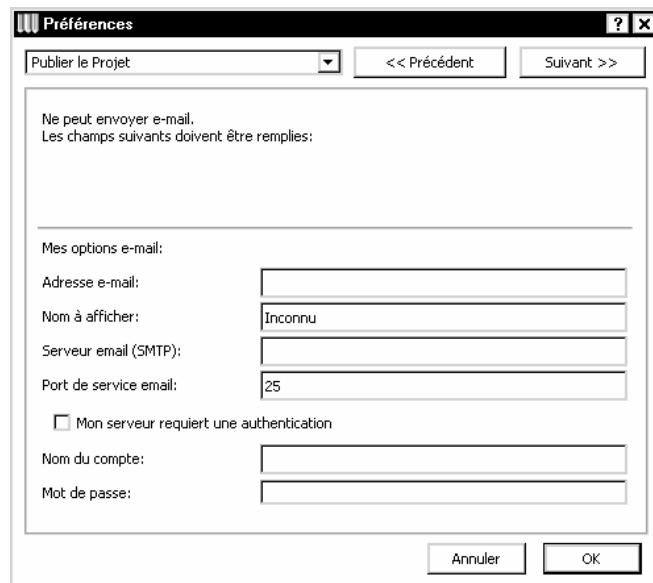 Préférences
? x
Publier le Projet
<< Précédent
Suivant >>
Ne peut envoyer e-mail.
Les champs suivants doivent être remplies:
Mes options e-mail:
Adresse e-mail:
Nom à afficher: Inconnu
Serveur email (SMTP):
Port de service email: 25
Mon serveur requiert une authentication
Nom du compte:
Mot de passe:
Annuler
OK